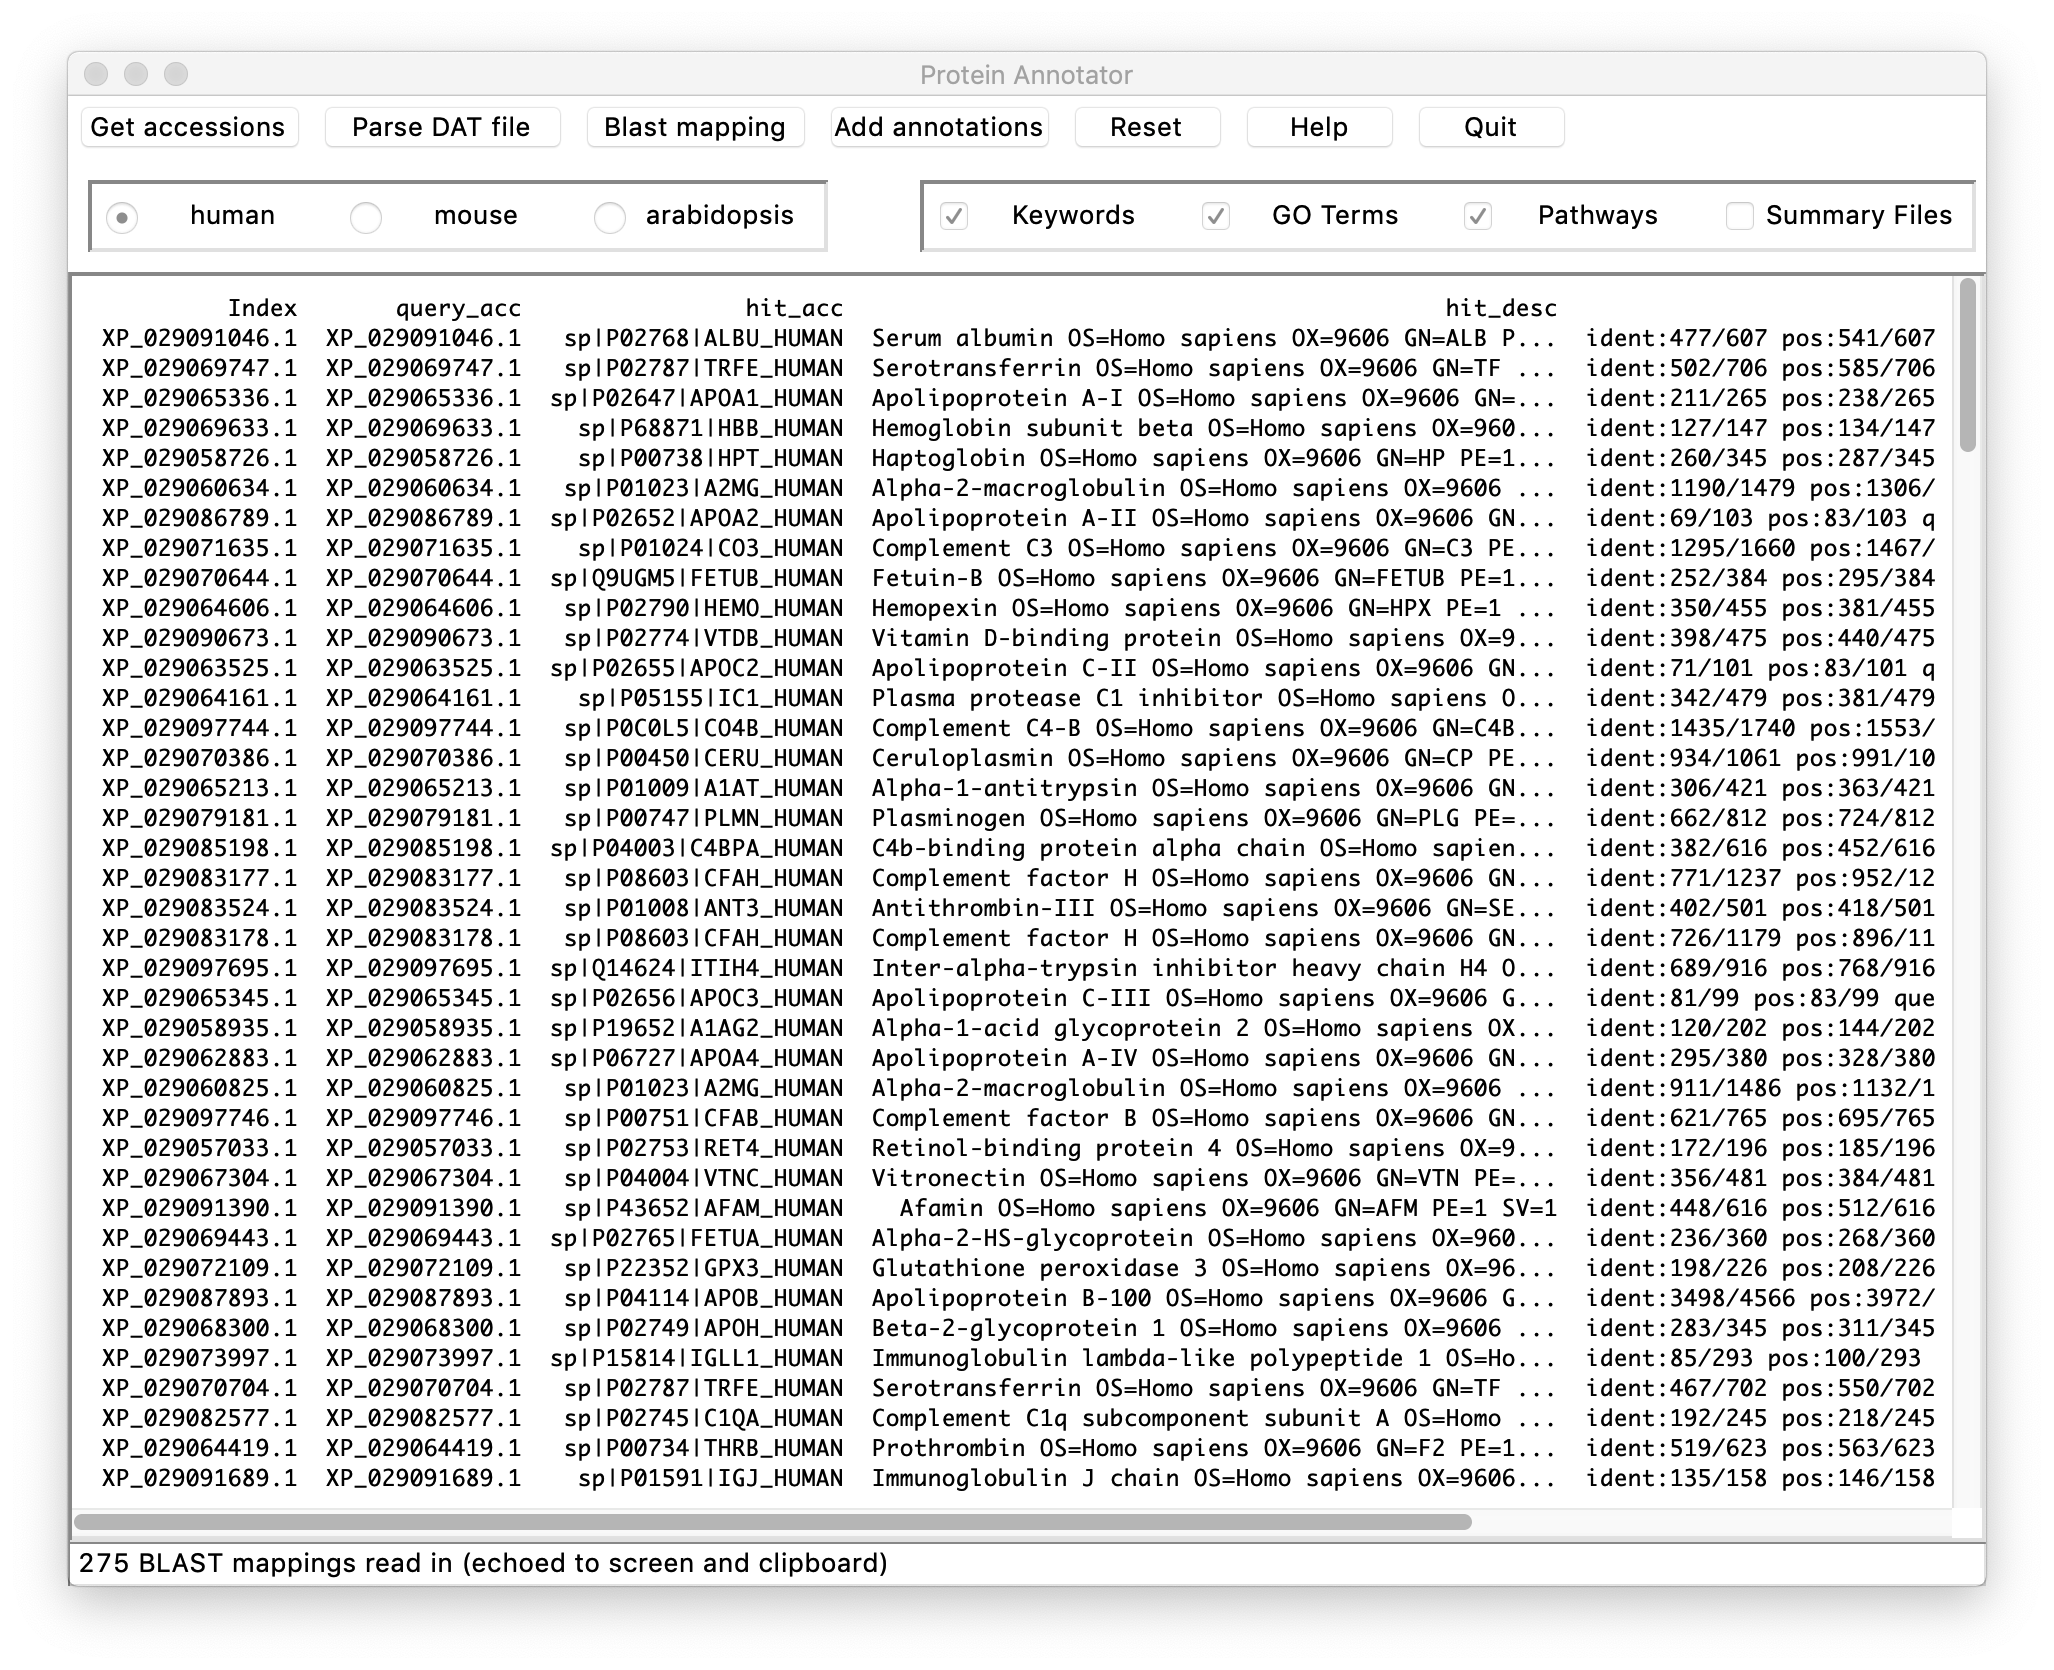 Protein Annotator
Get accessions Parse DAT file Blast mapping Add annotations Reset Help Quit
human mouse arabidopsis Keywords GO Terms Pathways Summary Files
Index query_acc hit_acc hit_desc
XP_029091046.1 XP_029091046.1 sp|P02768|ALBU_HUMAN Serum albumin OS=Homo sapiens OX=9606 GN=ALB P... ident:477/607 pos:541/607
XP_029069747.1 XP_029069747.1 sp|P02787|TRFE_HUMAN Serotransferrin OS=Homo sapiens OX=9606 GN=TF ... ident:502/706 pos:585/706
XP_029065336.1 XP_029065336.1 sp|P02647|APOA1_HUMAN Apolipoprotein A-I OS=Homo sapiens OX=9606 GN=... ident:211/265 pos:238/265
XP_029069633.1 XP_029069633.1 sp|P68871|HBB_HUMAN Hemoglobin subunit beta OS=Homo sapiens OX=960... ident:127/147 pos:134/147
XP_029058726.1 XP_029058726.1 sp|P00738|HPT_HUMAN Haptoglobin OS=Homo sapiens OX=9606 GN=HP PE=1... ident:260/345 pos:287/345
XP_029060634.1 XP_029060634.1 sp|P01023|A2MG_HUMAN Alpha-2-macroglobulin OS=Homo sapiens OX=9606 ... ident:1190/1479 pos:1306/
XP_029086789.1 XP_029086789.1 sp|P02652|APOA2_HUMAN Apolipoprotein A-II OS=Homo sapiens OX=9606 GN... ident:69/103 pos:83/103 q
XP_029071635.1 XP_029071635.1 sp|P01024|CO3_HUMAN Complement C3 OS=Homo sapiens OX=9606 GN=C3 PE... ident:1295/1660 pos:1467/
XP_029070644.1 XP_029070644.1 sp|Q9UGM5|FETUB_HUMAN Fetuin-B OS=Homo sapiens OX=9606 GN=FETUB PE=1... ident:252/384 pos:295/384
XP_029064606.1 XP_029064606.1 sp|P02790|HEMO_HUMAN Hemopexin OS=Homo sapiens OX=9606 GN=HPX PE=1 ... ident:350/455 pos:381/455
XP_029090673.1 XP_029090673.1 sp|P02774|VTDB_HUMAN Vitamin D-binding protein OS=Homo sapiens OX=9... ident:398/475 pos:440/475
XP_029063525.1 XP_029063525.1 sp|P02655|APOC2_HUMAN Apolipoprotein C-II OS=Homo sapiens OX=9606 GN... ident:71/101 pos:83/101 q
XP_029064161.1 XP_029064161.1 sp|P05155|IC1_HUMAN Plasma protease C1 inhibitor OS=Homo sapiens O... ident:342/479 pos:381/479
XP_029097744.1 XP_029097744.1 sp|P0C0L5|CO4B_HUMAN Complement C4-B OS=Homo sapiens OX=9606 GN=C4B... ident:1435/1740 pos:1553/
XP_029070386.1 XP_029070386.1 sp|P00450|CERU_HUMAN Ceruloplasmin OS=Homo sapiens OX=9606 GN=CP PE... ident:934/1061 pos:991/10
XP_029065213.1 XP_029065213.1 sp|P01009|A1AT_HUMAN Alpha-1-antitrypsin OS=Homo sapiens OX=9606 GN... ident:306/421 pos:363/421
XP_029079181.1 XP_029079181.1 sp|P00747|PLMN_HUMAN Plasminogen OS=Homo sapiens OX=9606 GN=PLG PE=... ident:662/812 pos:724/812
XP_029085198.1 XP_029085198.1 sp|P04003|C4BPA_HUMAN C4b-binding protein alpha chain OS=Homo sapien... ident:382/616 pos:452/616
XP_029083177.1 XP_029083177.1 sp|P08603|CFAH_HUMAN Complement factor H OS=Homo sapiens OX=9606 GN... ident:771/1237 pos:952/12
XP_029083524.1 XP_029083524.1 sp|P01008|ANT3_HUMAN Antithrombin-III OS=Homo sapiens OX=9606 GN=SE... ident:402/501 pos:418/501
XP_029083178.1 XP_029083178.1 sp|P08603|CFAH_HUMAN Complement factor H OS=Homo sapiens OX=9606 GN... ident:726/1179 pos:896/11
XP_029097695.1 XP_029097695.1 sp|Q14624|ITIH4_HUMAN Inter-alpha-trypsin inhibitor heavy chain H4 O... ident:689/916 pos:768/916
XP_029065345.1 XP_029065345.1 sp|P02656|APOC3_HUMAN Apolipoprotein C-III OS=Homo sapiens OX=9606 G... ident:81/99 pos:83/99 que
XP_029058935.1 XP_029058935.1 sp|P19652|A1AG2_HUMAN Alpha-1-acid glycoprotein 2 OS=Homo sapiens OX... ident:120/202 pos:144/202
XP_029062883.1 XP_029062883.1 sp|P06727|APOA4_HUMAN Apolipoprotein A-IV OS=Homo sapiens OX=9606 GN... ident:295/380 pos:328/380
XP_029060825.1 XP_029060825.1 sp|P01023|A2MG_HUMAN Alpha-2-macroglobulin OS=Homo sapiens OX=9606 ... ident:911/1486 pos:1132/1
XP_029097746.1 XP_029097746.1 sp|P00751|CFAB_HUMAN Complement factor B OS=Homo sapiens OX=9606 GN... ident:621/765 pos:695/765
XP_029057033.1 XP_029057033.1 sp|P02753|RET4_HUMAN Retinol-binding protein 4 OS=Homo sapiens OX=9... ident:172/196 pos:185/196
XP_029067304.1 XP_029067304.1 sp|P04004|VTNC_HUMAN Vitronectin OS=Homo sapiens OX=9606 GN=VTN PE=... ident:356/481 pos:384/481
XP_029091390.1 XP_029091390.1 sp|P43652|AFAM_HUMAN Afamin OS=Homo sapiens OX=9606 GN=AFM PE=1 SV=1 ident:448/616 pos:512/616
XP_029069443.1 XP_029069443.1 sp|P02765|FETUA_HUMAN Alpha-2-HS-glycoprotein OS=Homo sapiens OX=960... ident:236/360 pos:268/360
XP_029072109.1 XP_029072109.1 sp|P22352|GPX3_HUMAN Glutathione peroxidase 3 OS=Homo sapiens OX=96... ident:198/226 pos:208/226
XP_029087893.1 XP_029087893.1 sp|P04114|APOB_HUMAN Apolipoprotein B-100 OS=Homo sapiens OX=9606 G... ident:3498/4566 pos:3972/
XP_029068300.1 XP_029068300.1 sp|P02749|APOH_HUMAN Beta-2-glycoprotein 1 OS=Homo sapiens OX=9606 ... ident:283/345 pos:311/345
XP_029073997.1 XP_029073997.1 sp|P15814|IGLL1_HUMAN Immunoglobulin lambda-like polypeptide 1 OS=Ho... ident:85/293 pos:100/293
XP_029070704.1 XP_029070704.1 sp|P02787|TRFE_HUMAN Serotransferrin OS=Homo sapiens OX=9606 GN=TF ... ident:467/702 pos:550/702
XP_029082577.1 XP_029082577.1 sp|P02745|C1QA_HUMAN Complement C1q subcomponent subunit A OS=Homo ... ident:192/245 pos:218/245
XP_029064419.1 XP_029064419.1 sp|P00734|THRB_HUMAN Prothrombin OS=Homo sapiens OX=9606 GN=F2 PE=1... ident:519/623 pos:563/623
XP_029091689.1 XP_029091689.1 sp|P01591|IGJ_HUMAN Immunoglobulin J chain OS=Homo sapiens OX=9606... ident:135/158 pos:146/158
275 BLAST mappings read in (echoed to screen and clipboard)